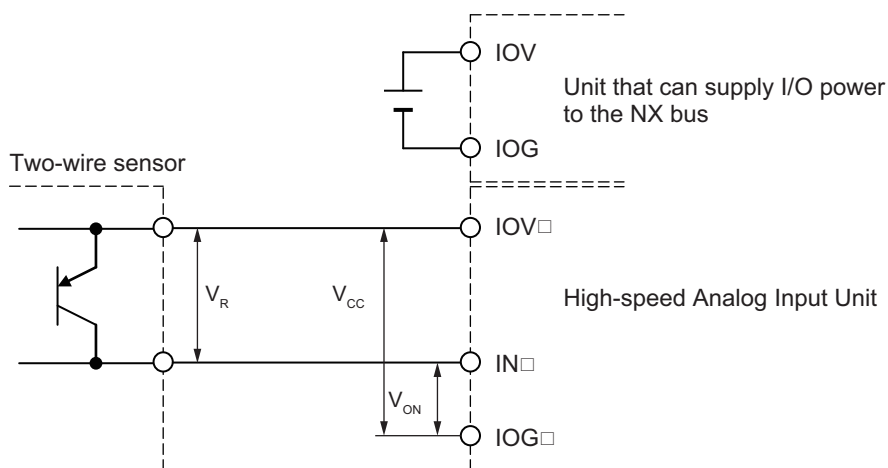 IOV
Unit that can supply I/O power
to the NX bus
IOG
Two-wire sensor
IOV□
V_R
V_CC
High-speed Analog Input Unit
IN□
V_ON
IOG□